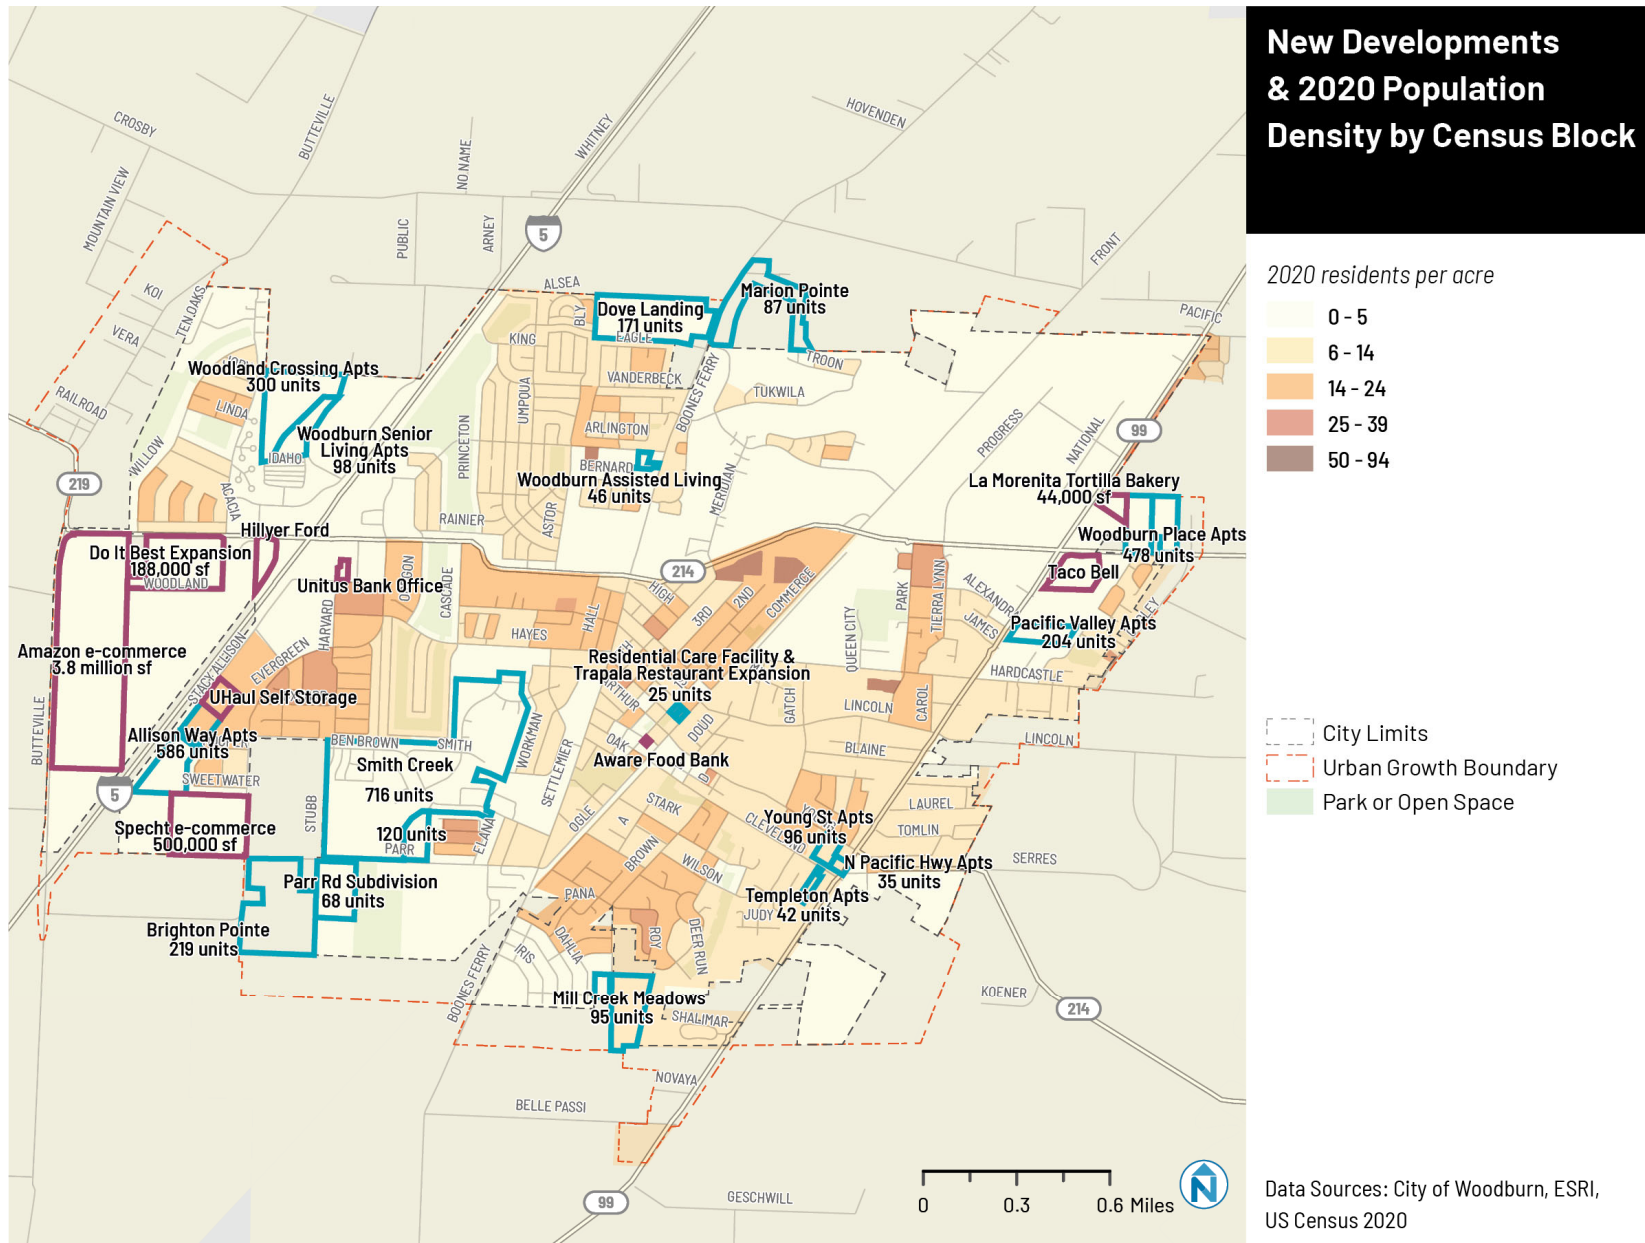 New Developments
& 2020 Population
Density by Census Block
2020 residents per acre
0 - 5
6 - 14
14 - 24
25 - 39
50 - 94
City Limits
Urban Growth Boundary
Park or Open Space
Data Sources: City of Woodburn, ESRI,
US Census 2020
CROSBY
BUTTEVILLE
NO NAME
WHITNEY
HOVENDEN
MOUNTAIN VIEW
PUBLIC
ARNEY
5
FRONT
KOI
TEN OAKS
VERA
RAILROAD
ALSEA
BLY
KING
Dove Landing
171 units
EAGLE
Marion Pointe
87 units
PACIFIC
TROON
Woodland Crossing Apts
300 units
LINDA
UMPQUA
VANDERBECK
BOONES FERRY
TUKWILA
Woodburn Senior
Living Apts
98 units
IDAHO
WILLOW
ACACIA
PRINCETON
ARLINGTON
BERNARD
Woodburn Assisted Living
46 units
MERIDIAN
PROGRESS
NATIONAL
99
219
RAINIER
ASTOR
La Morenita Tortilla Bakery
44,000 sf
Woodburn Place Apts
478 units
Hillyer Ford
Do It Best Expansion
188,000 sf
WOODLAND
Unitus Bank Office
CASCADE
214
HIGH
3RD
2ND
COMMERCE
PARK
TIERRA LYNN
ALEXANDRA
JAMES
Taco Bell
Pacific Valley Apts
204 units
HARDCASTLE
QUEEN CITY
HARVARD
HAYES
HALL
EVERGREEN
STACY ALLISON
Amazon e-commerce
3.8 million sf
UHaul Self Storage
Residential Care Facility &
Trapala Restaurant Expansion
25 units
ARTHUR
GATCH
LINCOLN
CAROL
BUTTEVILLE
Allison Way Apts
586 units
SWEETWATER
BEN BROWN
SMITH
Smith Creek
716 units
WORKMAN
SETTLEMIER
OAK
DOUD
Aware Food Bank
BLAINE
LINCOLN
5
Specht e-commerce
500,000 sf
STUBB
120 units
PARR
ELANA
OGLE
A
STARK
CLEVELAND
Young St Apts
96 units
LAUREL
TOMLIN
N Pacific Hwy Apts
35 units
SERRES
Parr Rd Subdivision
68 units
BROWN
WILSON
PANA
Templeton Apts
42 units
JUDY
Brighton Pointe
219 units
BOONES FERRY
IRIS
DAHLIA
ROY
DEER RUN
Mill Creek Meadows
95 units
SHALIMAR
KOENER
214
NOVAYA
BELLE PASSI
99
GESCHWILL
0 0.3 0.6 Miles
N